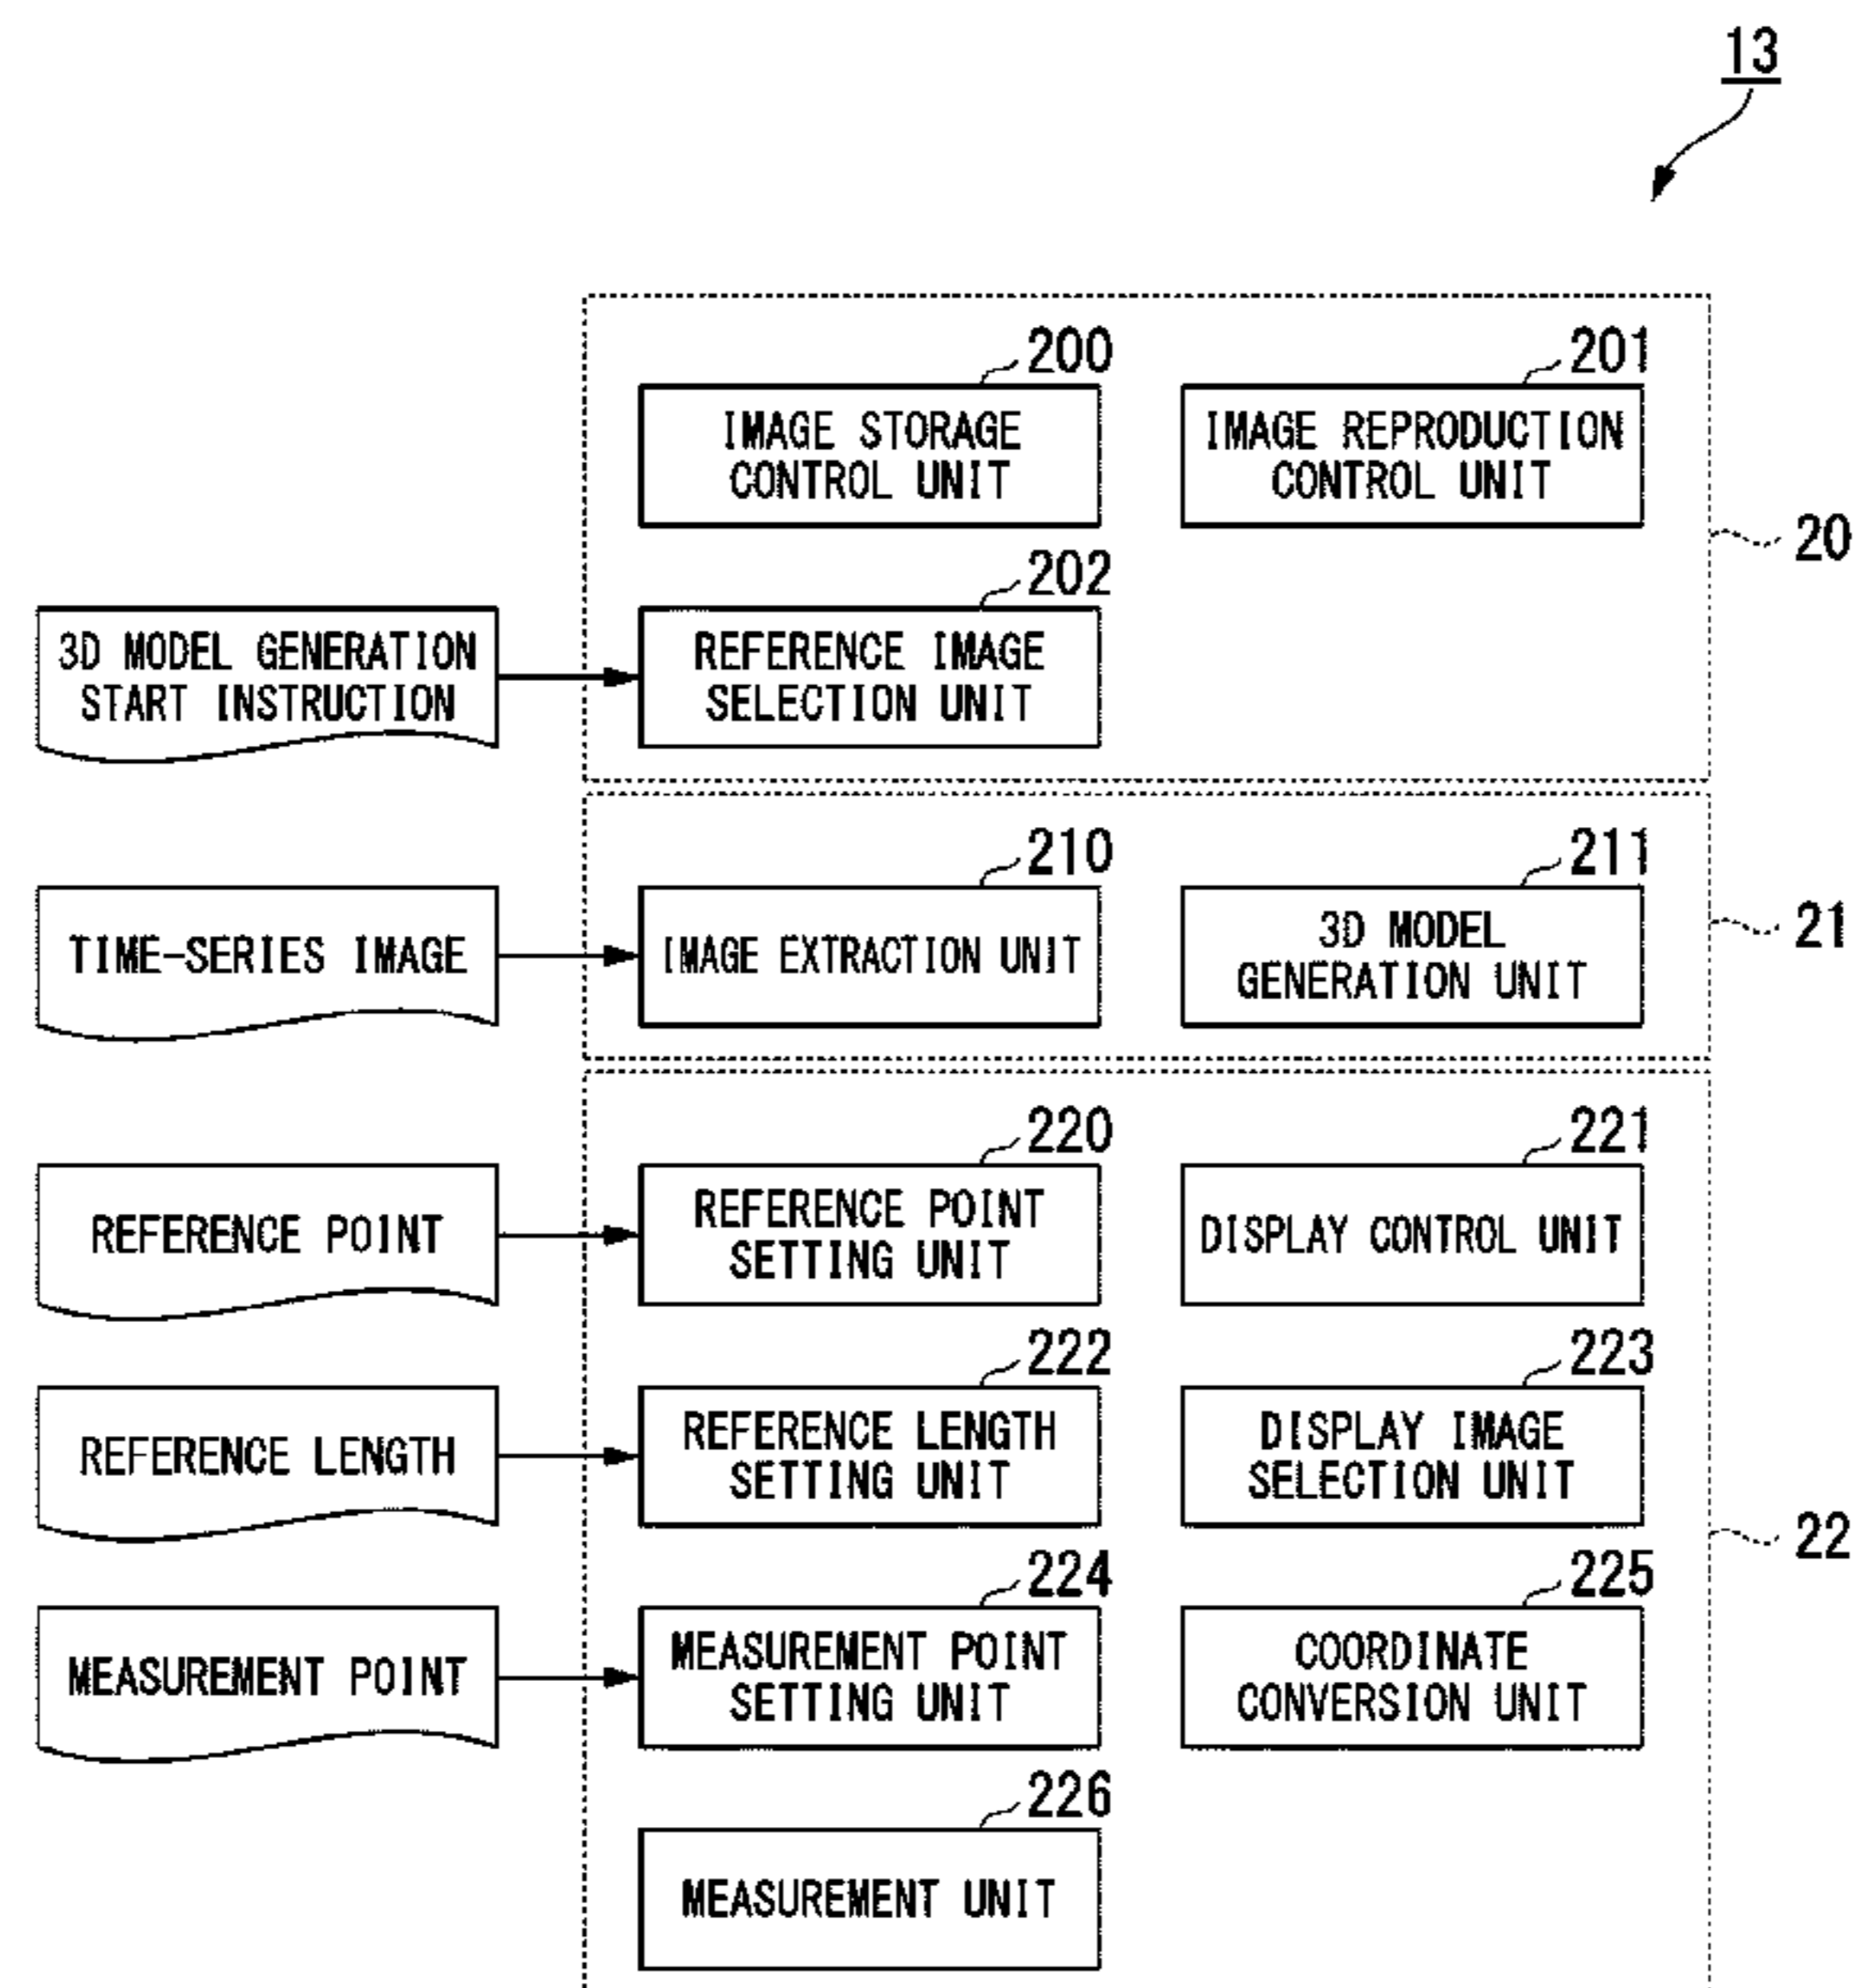 13
200
IMAGE STORAGE
CONTROL UNIT
201
IMAGE REPRODUCTION
CONTROL UNIT
20
3D MODEL GENERATION
START INSTRUCTION
202
REFERENCE IMAGE
SELECTION UNIT
TIME-SERIES IMAGE
210
IMAGE EXTRACTION UNIT
211
3D MODEL
GENERATION UNIT
21
REFERENCE POINT
220
REFERENCE POINT
SETTING UNIT
221
DISPLAY CONTROL UNIT
REFERENCE LENGTH
222
REFERENCE LENGTH
SETTING UNIT
223
DISPLAY IMAGE
SELECTION UNIT
22
MEASUREMENT POINT
224
MEASUREMENT POINT
SETTING UNIT
225
COORDINATE
CONVERSION UNIT
226
MEASUREMENT UNIT